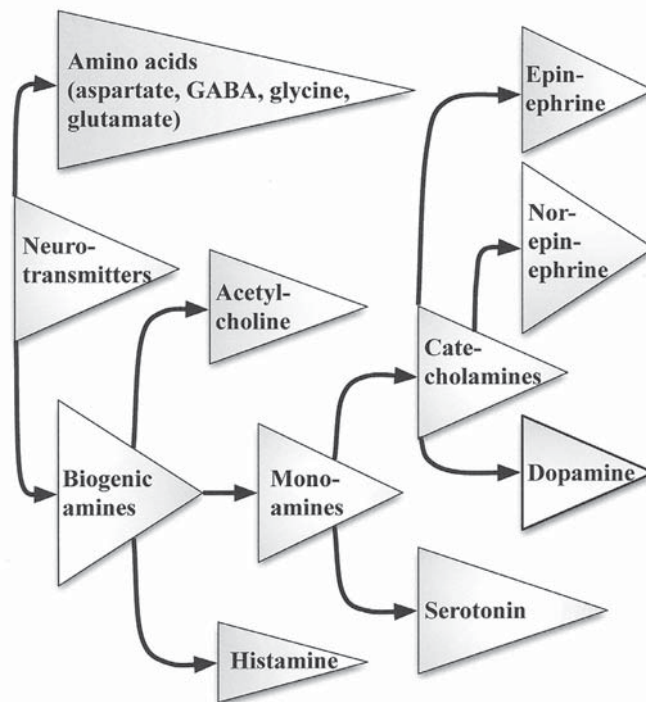 Amino acids
(aspartate, GABA, glycine,
glutamate)
Neuro-
transmitters
Biogenic
amines
Acetyl-
choline
Histamine
Mono-
amines
Cate-
cholamines
Serotonin
Epin-
ephrine
Nor-
epin-
ephrine
Dopamine